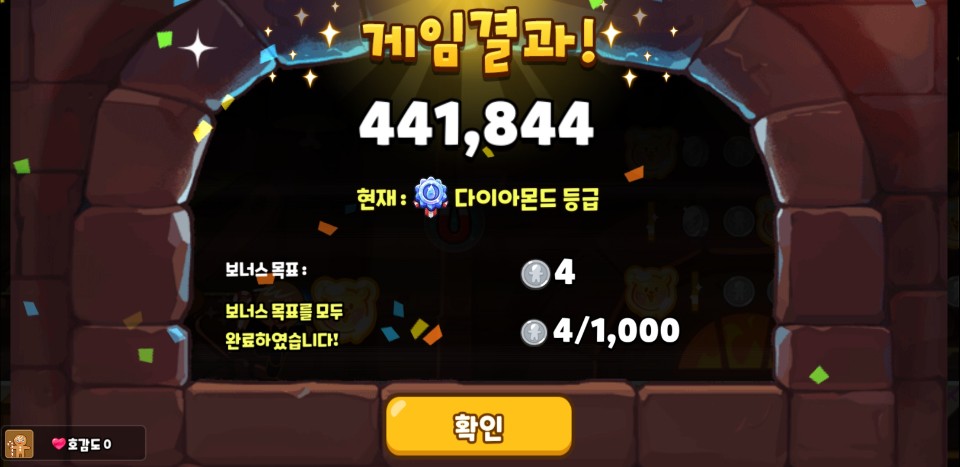 게임결과!
441,844
현재: 다이아몬드 등급
보너스 목표: 4
보너스 목표를 모두
완료하였습니다! 4/1,000
확인
호감도 0